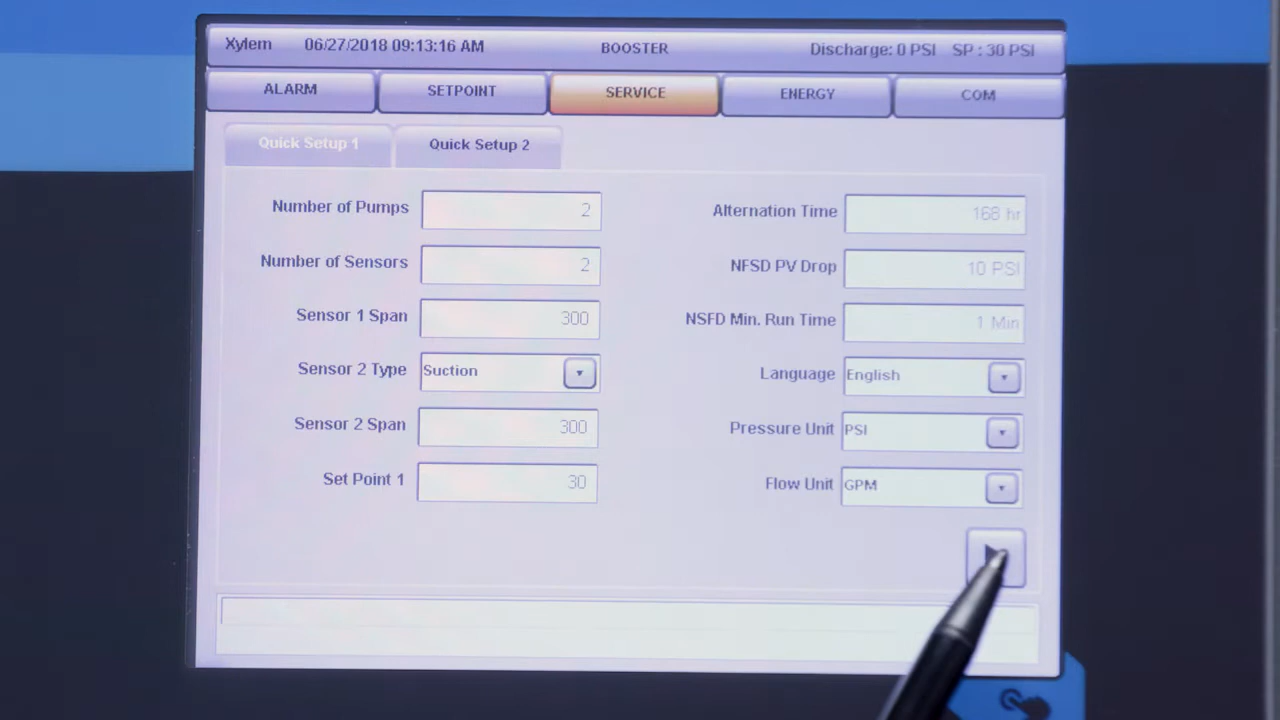 Xylem 06/27/2018 09:13:16 AM BOOSTER Discharge: 0 PSI SP : 30 PSI
ALARM SETPOINT SERVICE ENERGY COM
Quick Setup 1 Quick Setup 2
Number of Pumps 2
Number of Sensors 2
Sensor 1 Span 300
Sensor 2 Type Suction
Sensor 2 Span 300
Set Point 1 30
Alternation Time 168 hr
NFSD PV Drop 10 PSI
NSFD Min. Run Time 1 Min
Language English
Pressure Unit PSI
Flow Unit GPM